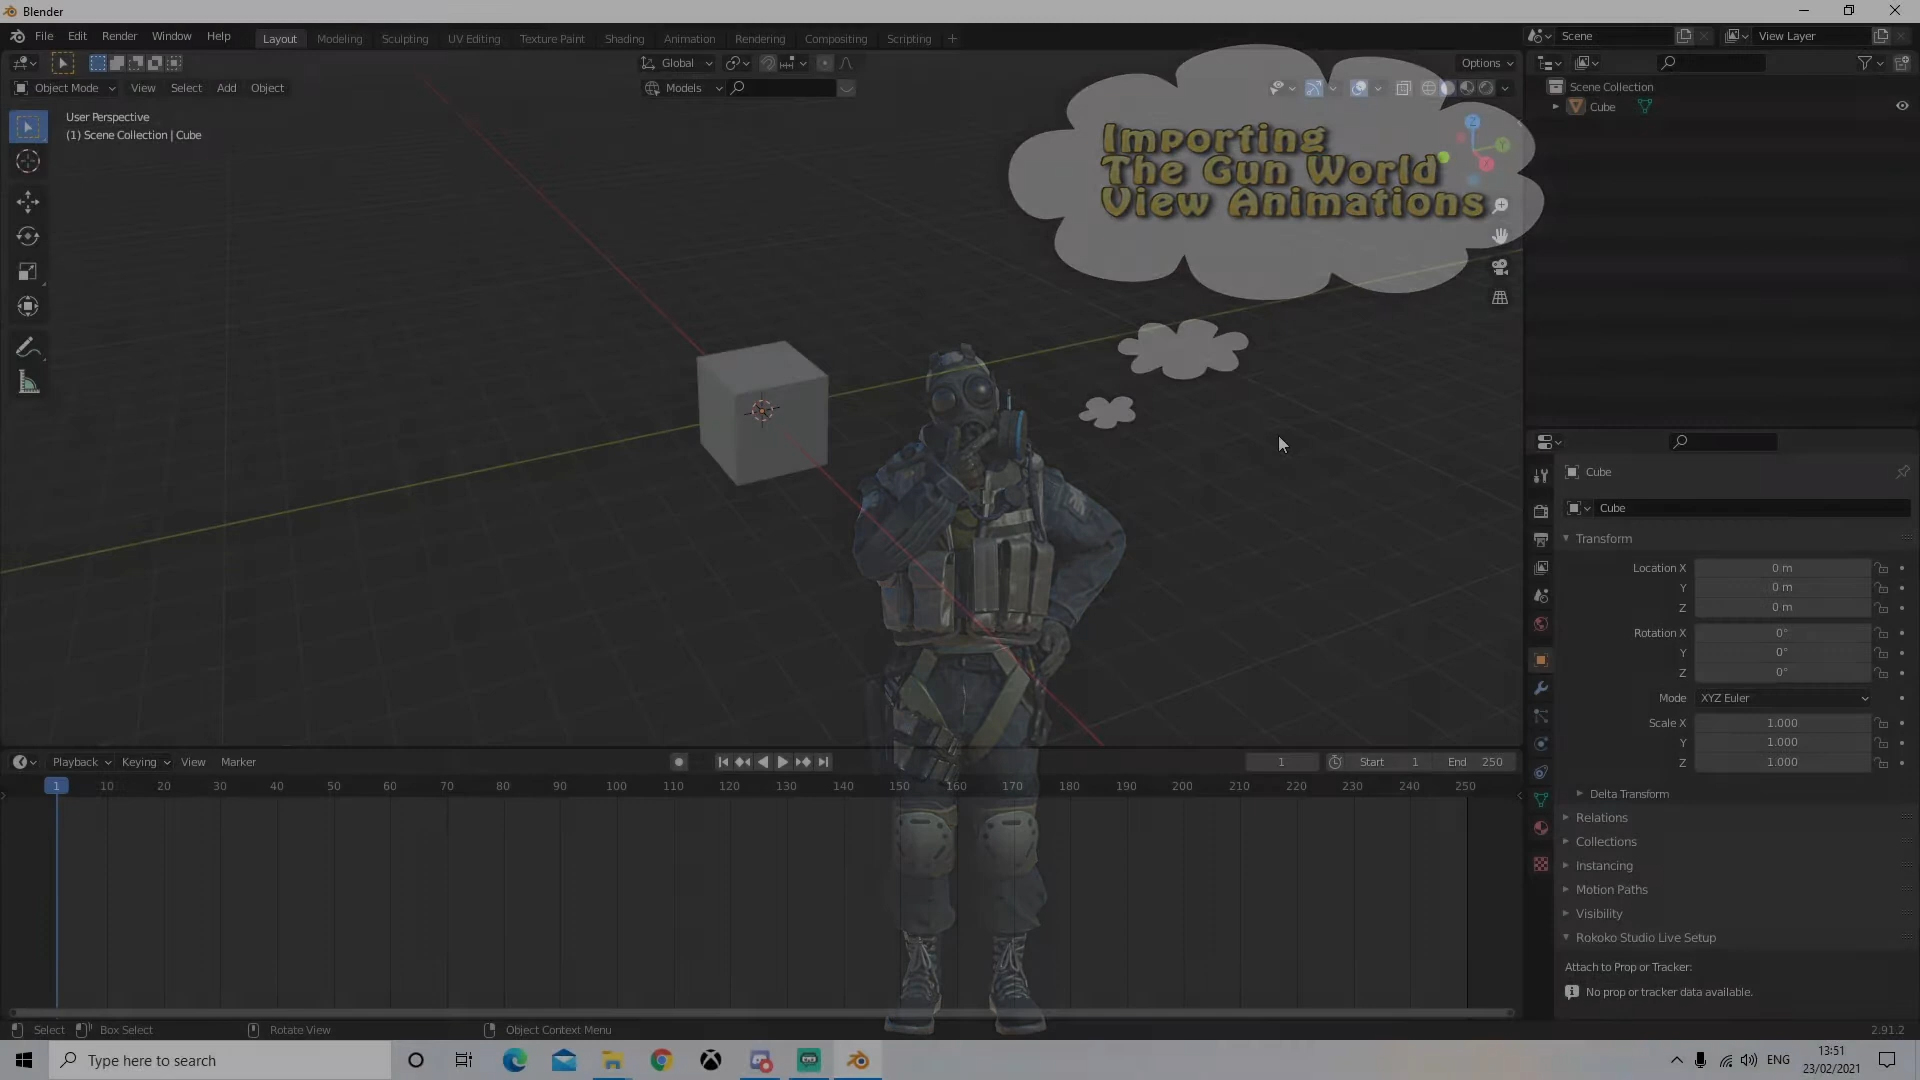 Blender
File Edit Render Window Help
Layout Modeling Sculpting UV Editing Texture Paint Shading Animation Rendering Compositing Scripting
Scene
View Layer
Global
Options
Object Mode View Select Add Object
Models
User Perspective
(1) Scene Collection | Cube
Importing
The Gun World
View Animations
Z
Y
X
Scene Collection
Cube
Cube
Cube
Transform
Location X 0 m
Y 0 m
Z 0 m
Rotation X 0°
Y 0°
Z 0°
Mode XYZ Euler
Scale X 1.000
Y 1.000
Z 1.000
Delta Transform
Relations
Collections
Instancing
Motion Paths
Visibility
Rokoko Studio Live Setup
Attach to Prop or Tracker:
No prop or tracker data available.
Playback Keying View Marker
1 Start 1 End 250
1 10 20 30 40 50 60 70 80 90 100 110 120 130 140 150 160 170 180 190 200 210 220 230 240 250
Select Box Select Rotate View Object Context Menu
2.91.2
Type here to search
ENG
13:51
23/02/2021